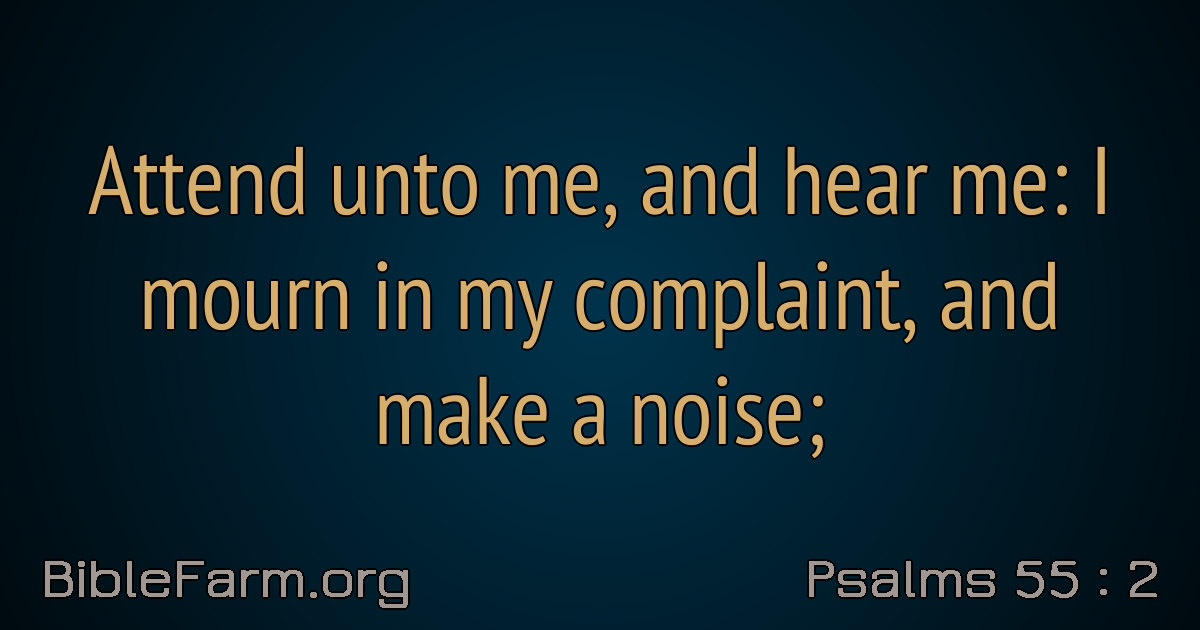 Attend unto me, and hear me: I
mourn in my complaint, and
make a noise;
BibleFarm.org
Psalms 55 : 2